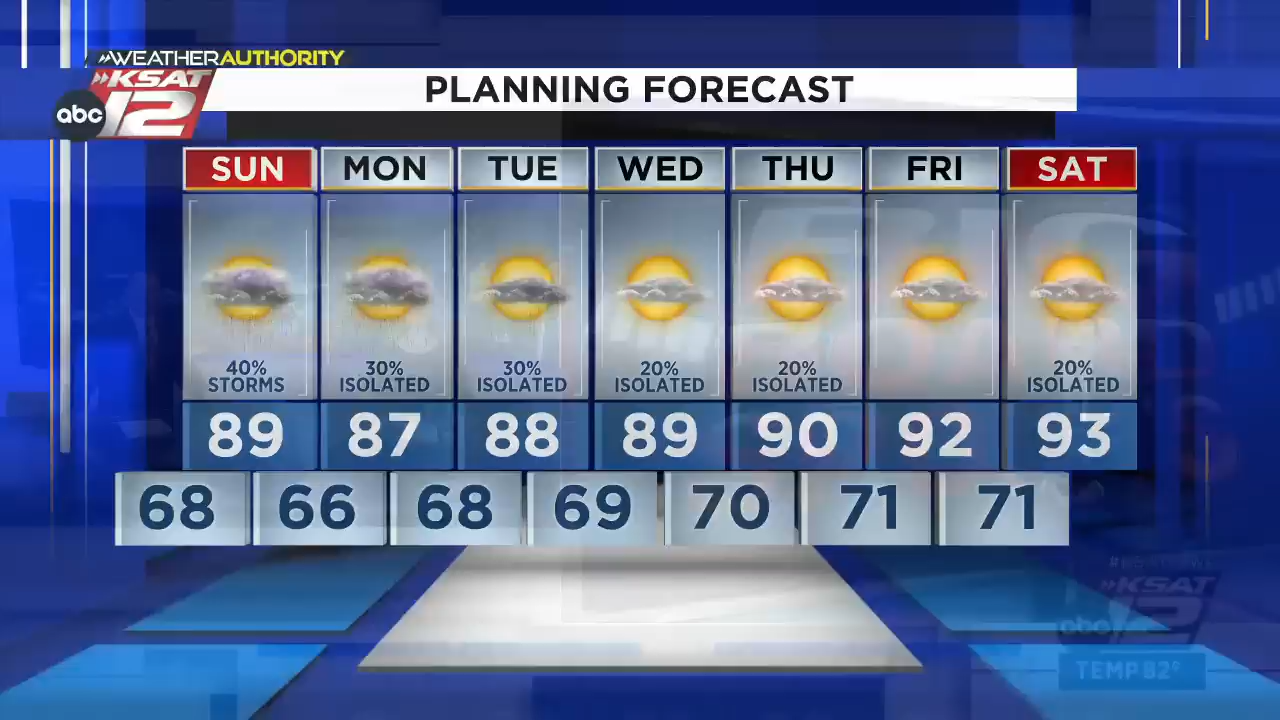 WEATHERAUTHORITY
KSAT
abc 12
PLANNING FORECAST
SUN MON TUE WED THU FRI SAT
40% 30% 30% 20% 20% 20%
STORMS ISOLATED ISOLATED ISOLATED ISOLATED ISOLATED
89 87 88 89 90 92 93
68 66 68 69 70 71 71
KSAT
abc 12
TEMP 82°